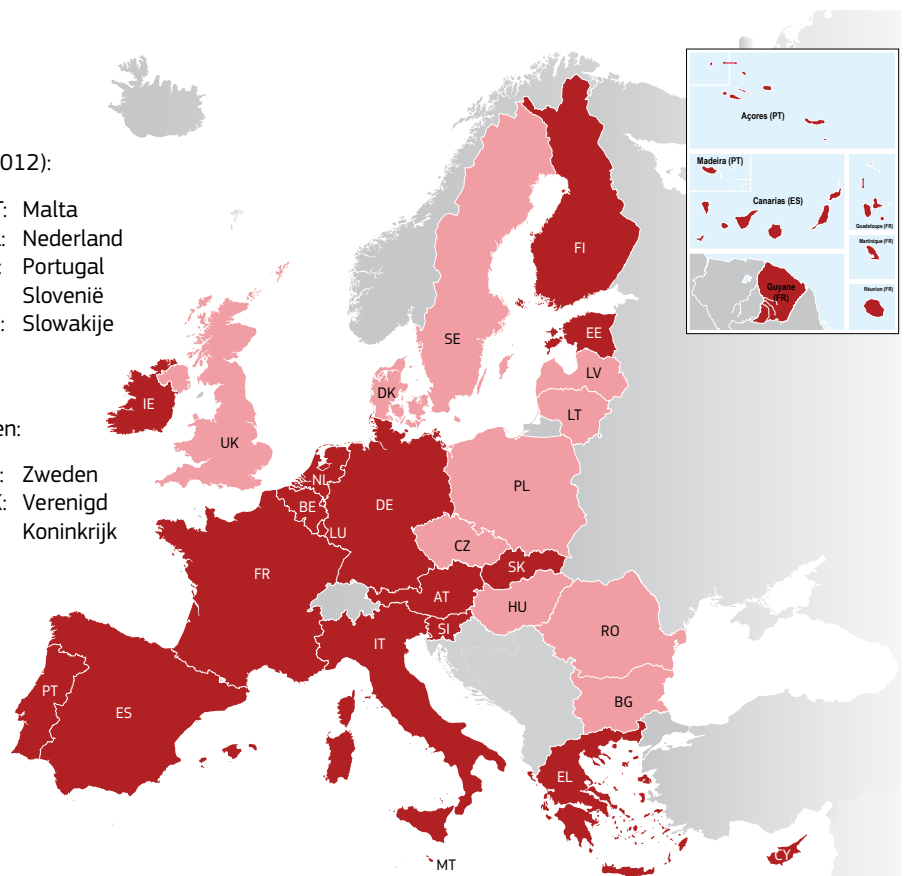 012):
T: Malta
Nederland
: Portugal
Slovenië
: Slowakije
en:
: Zweden
K: Verenigd
Koninkrijk
Açores (PT)
Madeira (PT)
Canarias (ES)
Guadeloupe (FR)
Martinique (FR)
Guyane
(FR)
Réunion (FR)
FI
SE
EE
LV
DK
LT
IE
UK
NL
PL
BE
DE
LU
CZ
FR
SK
AT
HU
SI
RO
IT
PT
ES
BG
EL
MT
CY